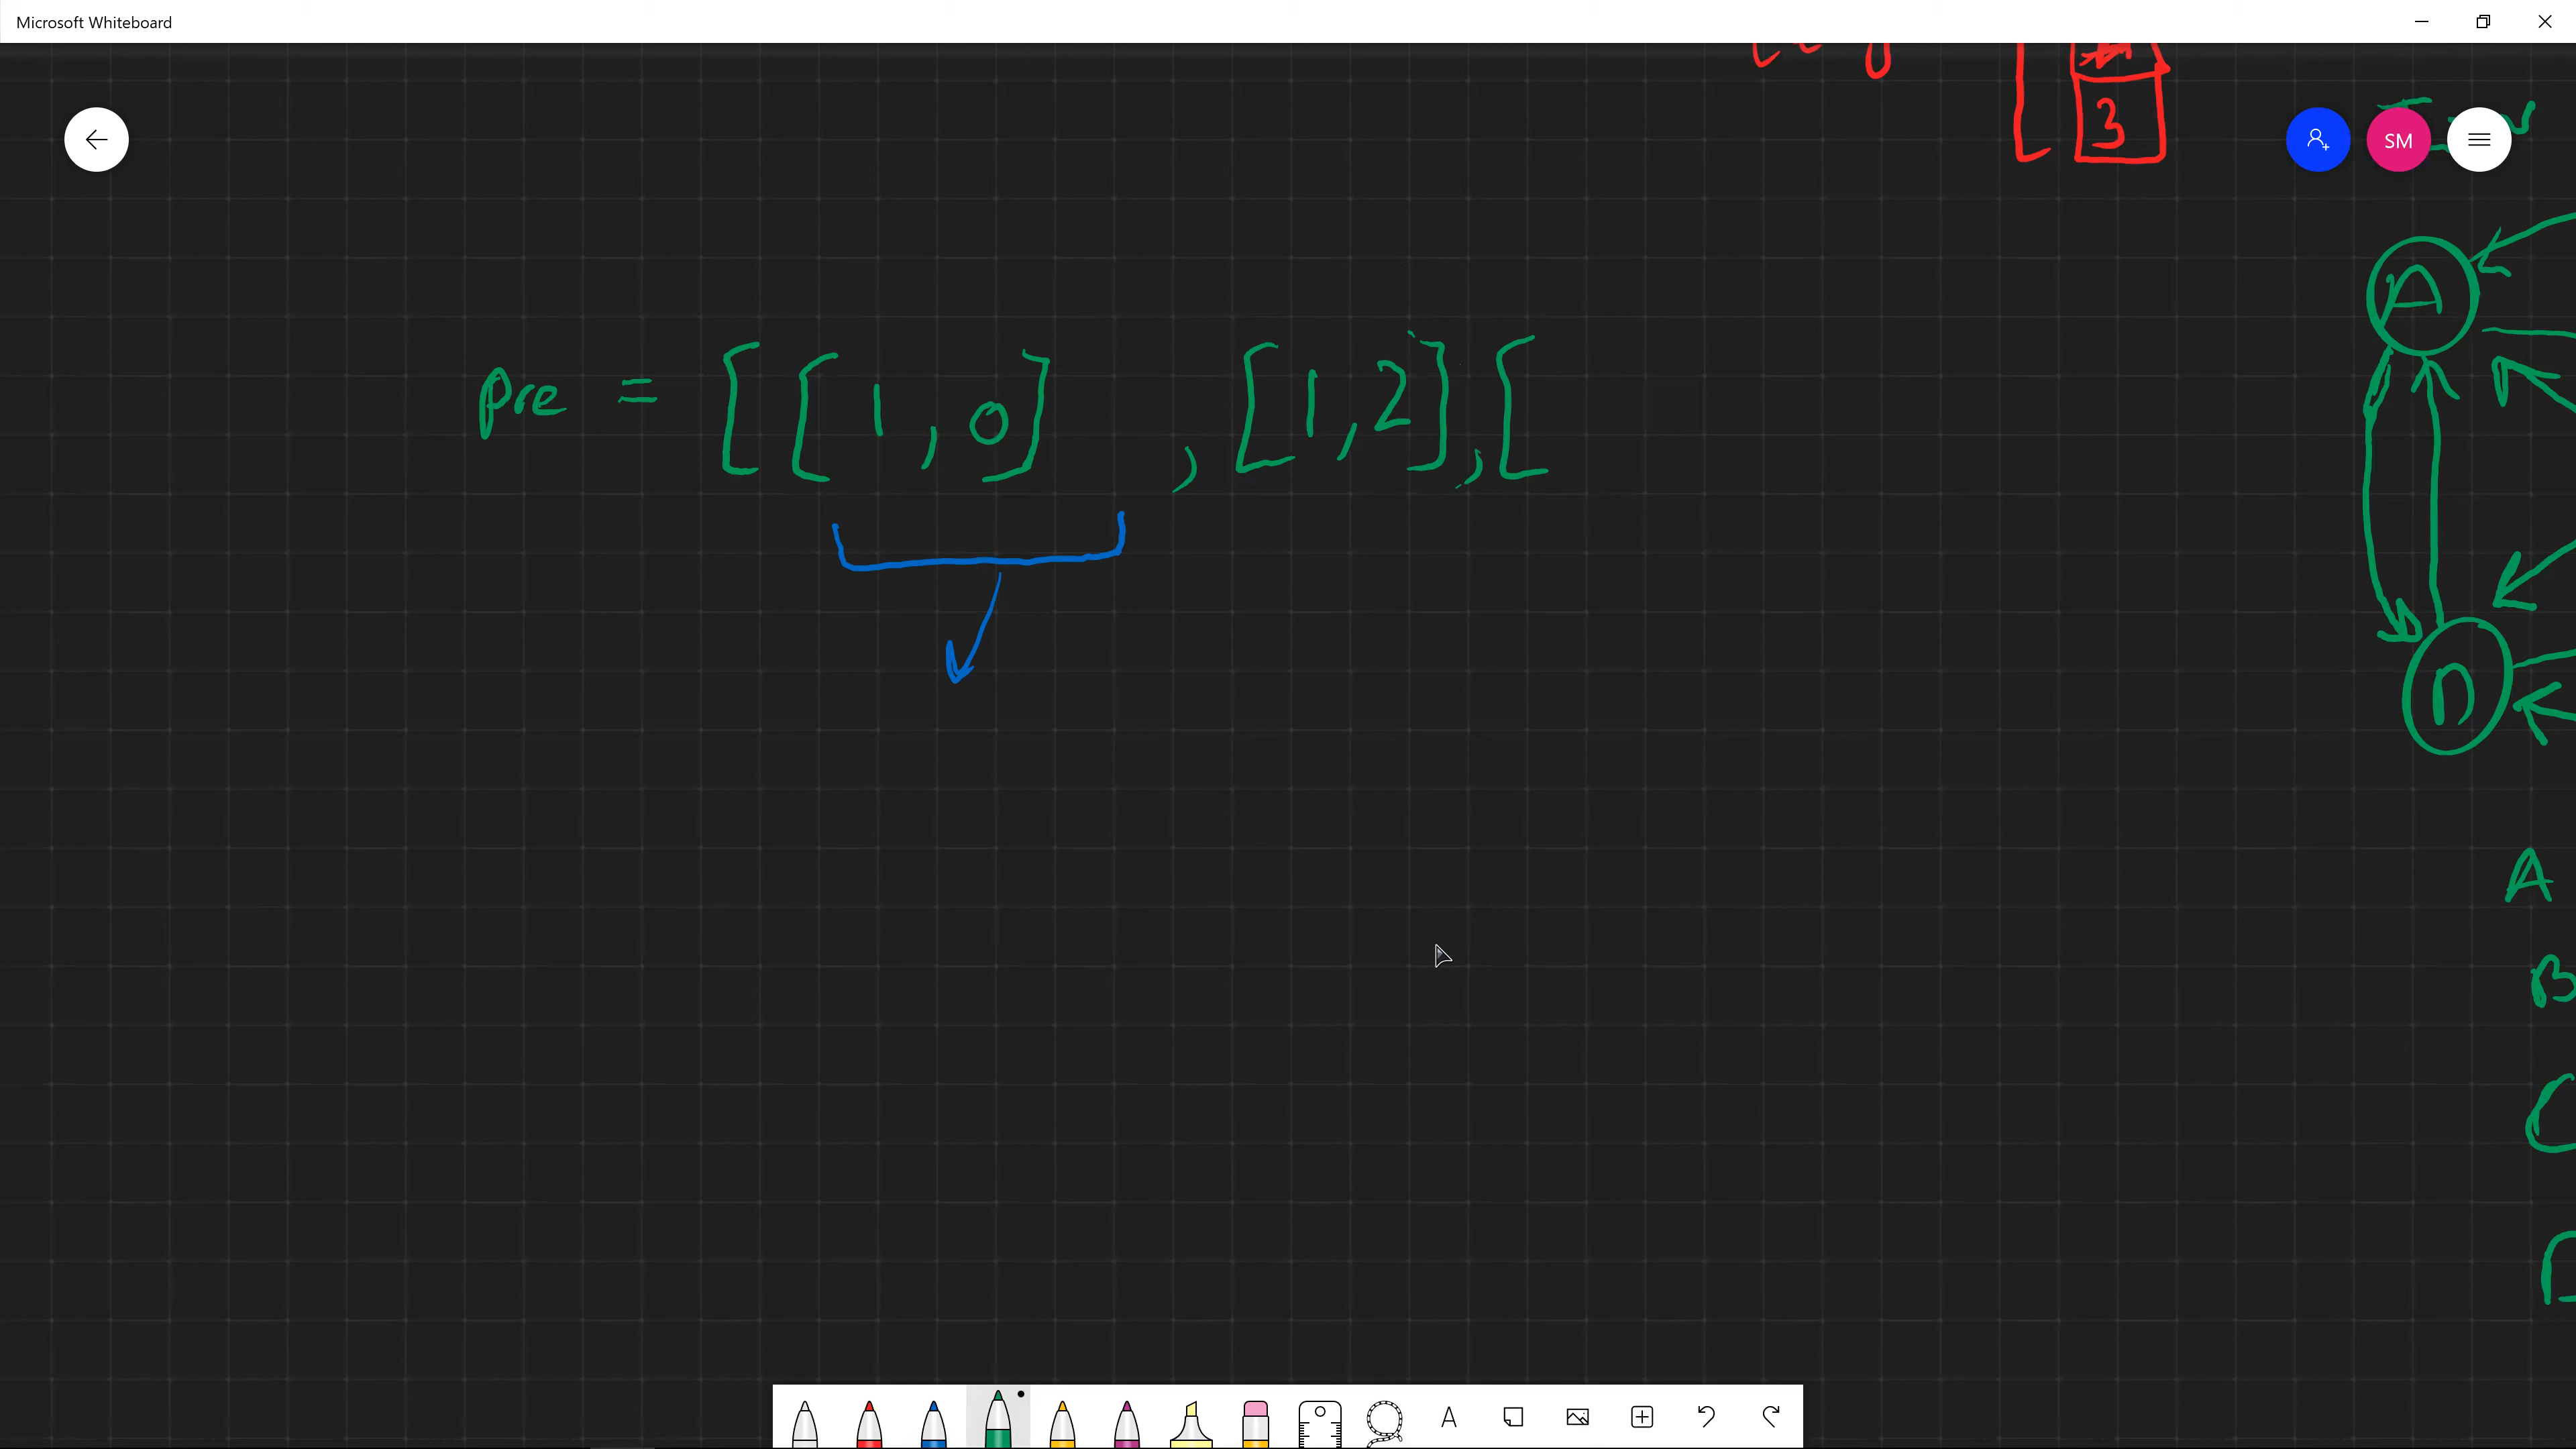 Microsoft Whiteboard
3
SM
A
pre = [[1,0] , [1,2], [
D
A
B
C
A